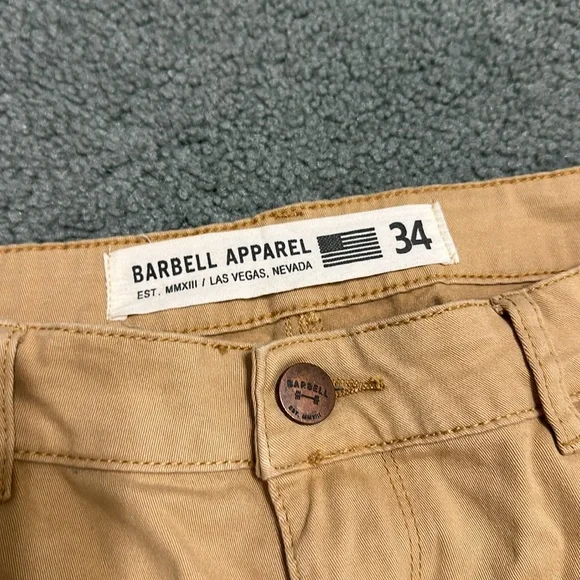 BARBELL APPAREL 34
EST. MMXIII / LAS VEGAS, NEVADA
BARBELL
EST. MMXIII